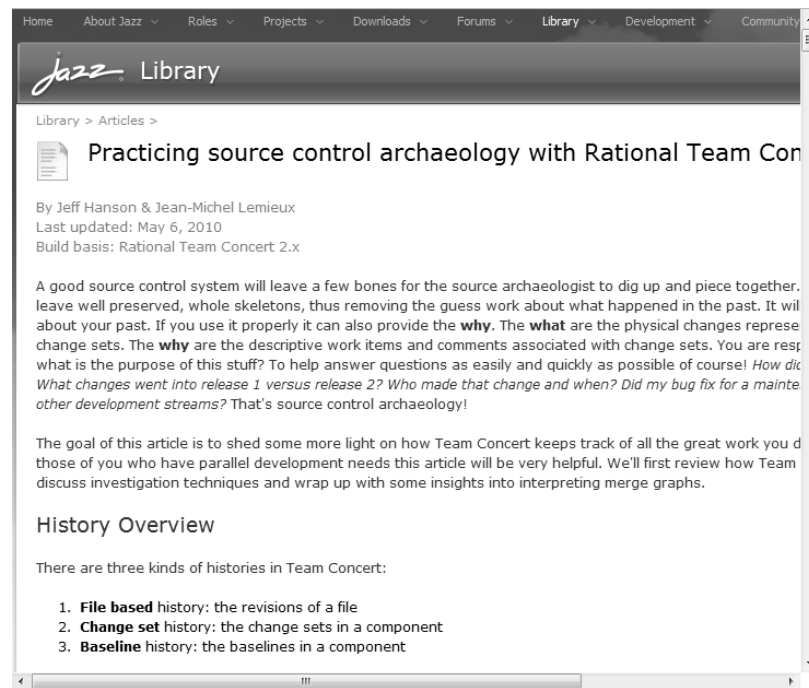 Home About Jazz Roles Projects Downloads Forums Library Development Community
jazz Library
Library > Articles >
Practicing source control archaeology with Rational Team Con
By Jeff Hanson & Jean-Michel Lemieux
Last updated: May 6, 2010
Build basis: Rational Team Concert 2.x
A good source control system will leave a few bones for the source archaeologist to dig up and piece together.
leave well preserved, whole skeletons, thus removing the guess work about what happened in the past. It wil
about your past. If you use it properly it can also provide the why. The what are the physical changes represe
change sets. The why are the descriptive work items and comments associated with change sets. You are resp
what is the purpose of this stuff? To help answer questions as easily and quickly as possible of course! How did
What changes went into release 1 versus release 2? Who made that change and when? Did my bug fix for a mainte
other development streams? That's source control archaeology!
The goal of this article is to shed some more light on how Team Concert keeps track of all the great work you d
those of you who have parallel development needs this article will be very helpful. We'll first review how Team
discuss investigation techniques and wrap up with some insights into interpreting merge graphs.
History Overview
There are three kinds of histories in Team Concert:
1. File based history: the revisions of a file
2. Change set history: the change sets in a component
3. Baseline history: the baselines in a component